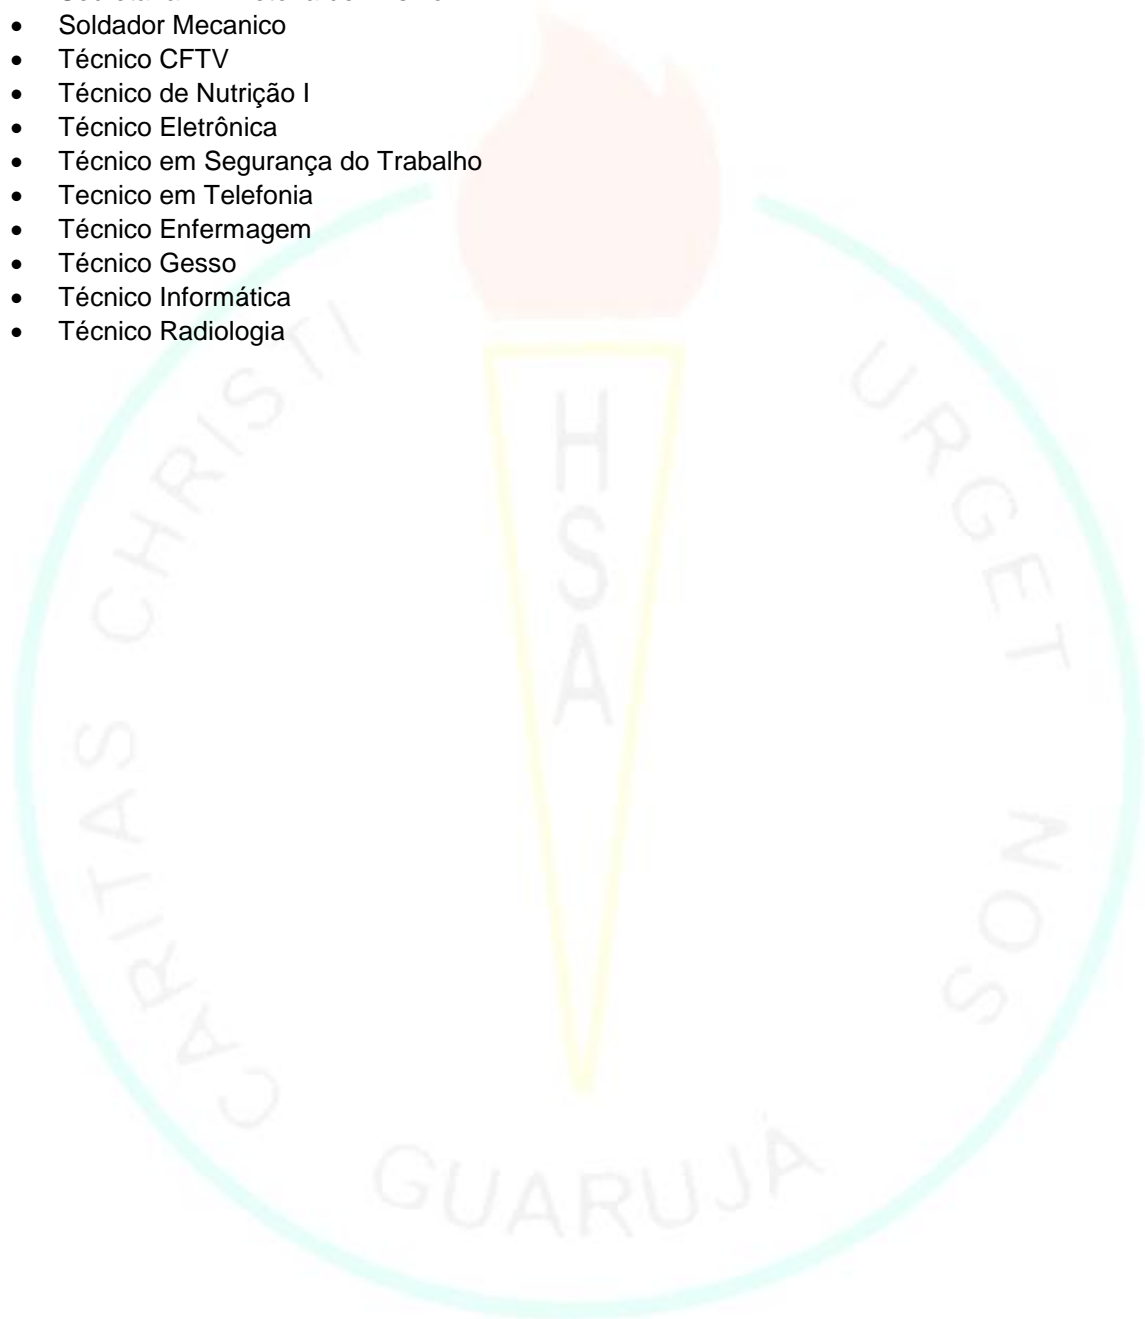 • Soldador Mecanico
• Técnico CFTV
• Técnico de Nutrição I
• Técnico Eletrônica
• Técnico em Segurança do Trabalho
• Tecnico em Telefonia
• Técnico Enfermagem
• Técnico Gesso
• Técnico Informática
• Técnico Radiologia
CARITAS CHRISTI URGET NOS
H
S
A
GUARUJÁ